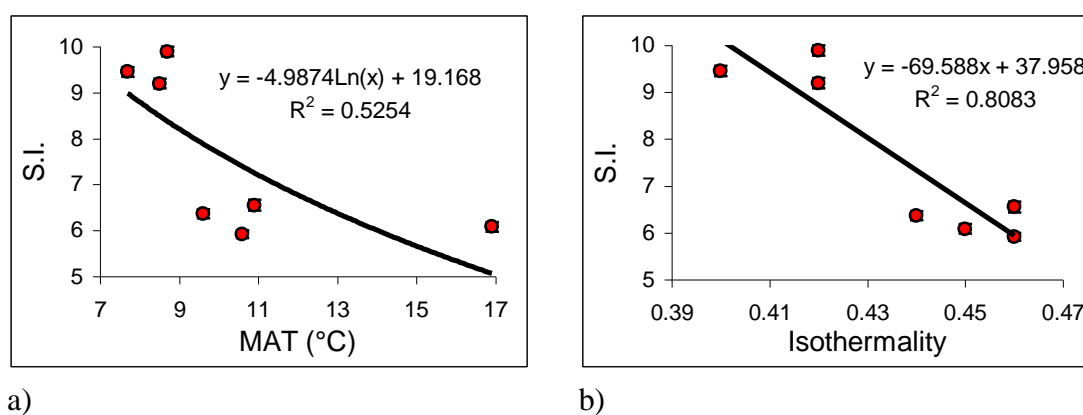 10
9
8
7
6
5
S.I.
y = -4.9874Ln(x) + 19.168
R² = 0.5254
7 9 11 13 15 17
MAT (°C)
a)
10
9
8
7
6
5
S.I.
y = -69.588x + 37.958
R² = 0.8083
0.39 0.41 0.43 0.45 0.47
Isothermality
b)